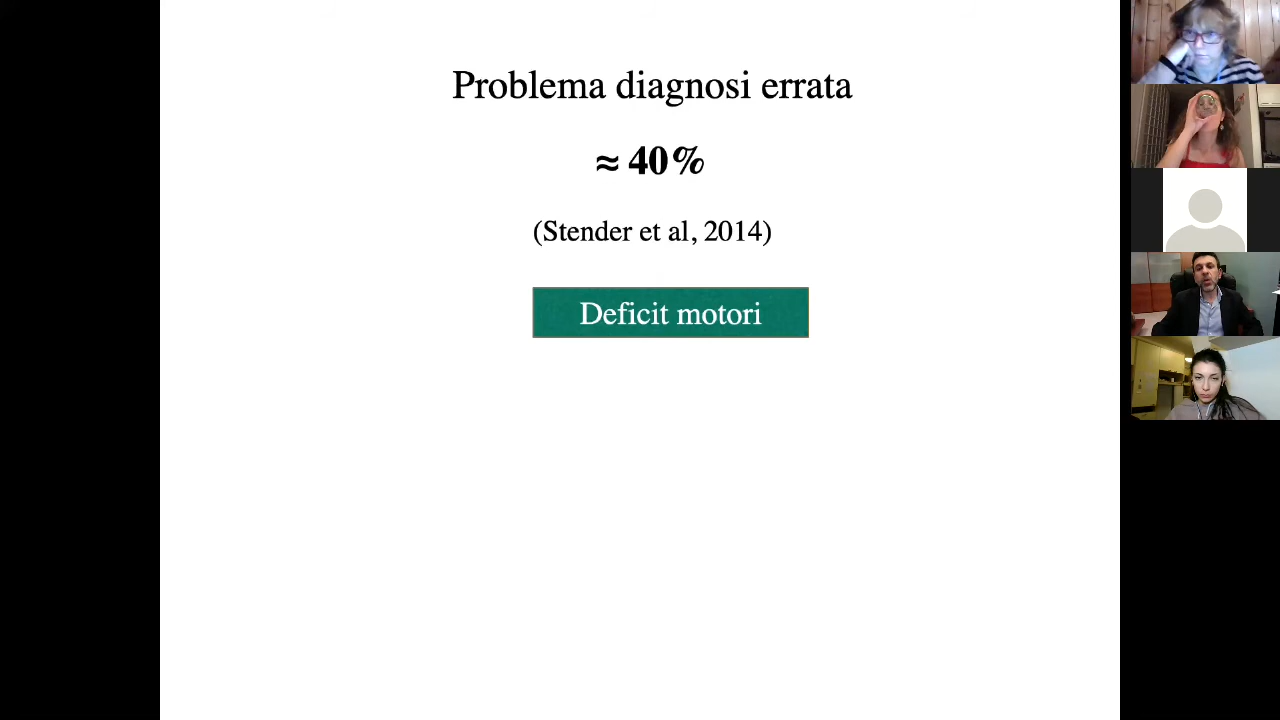 Problema diagnosi errata
≈ 40%
(Stender et al, 2014)
Deficit motori